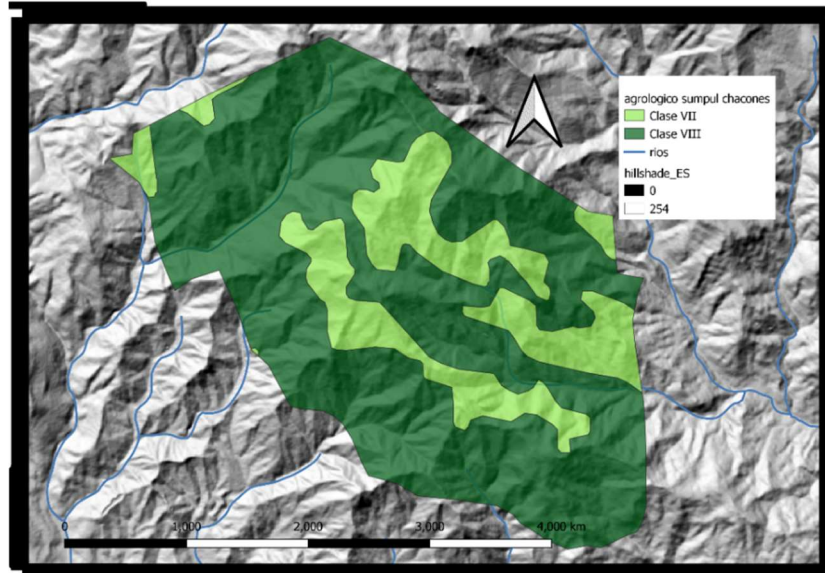 agrologico sumpul chacones
Clase VII
Clase VIII
rios
hillshade_ES
0
254
0 1,000 2,000 3,000 4,000 km